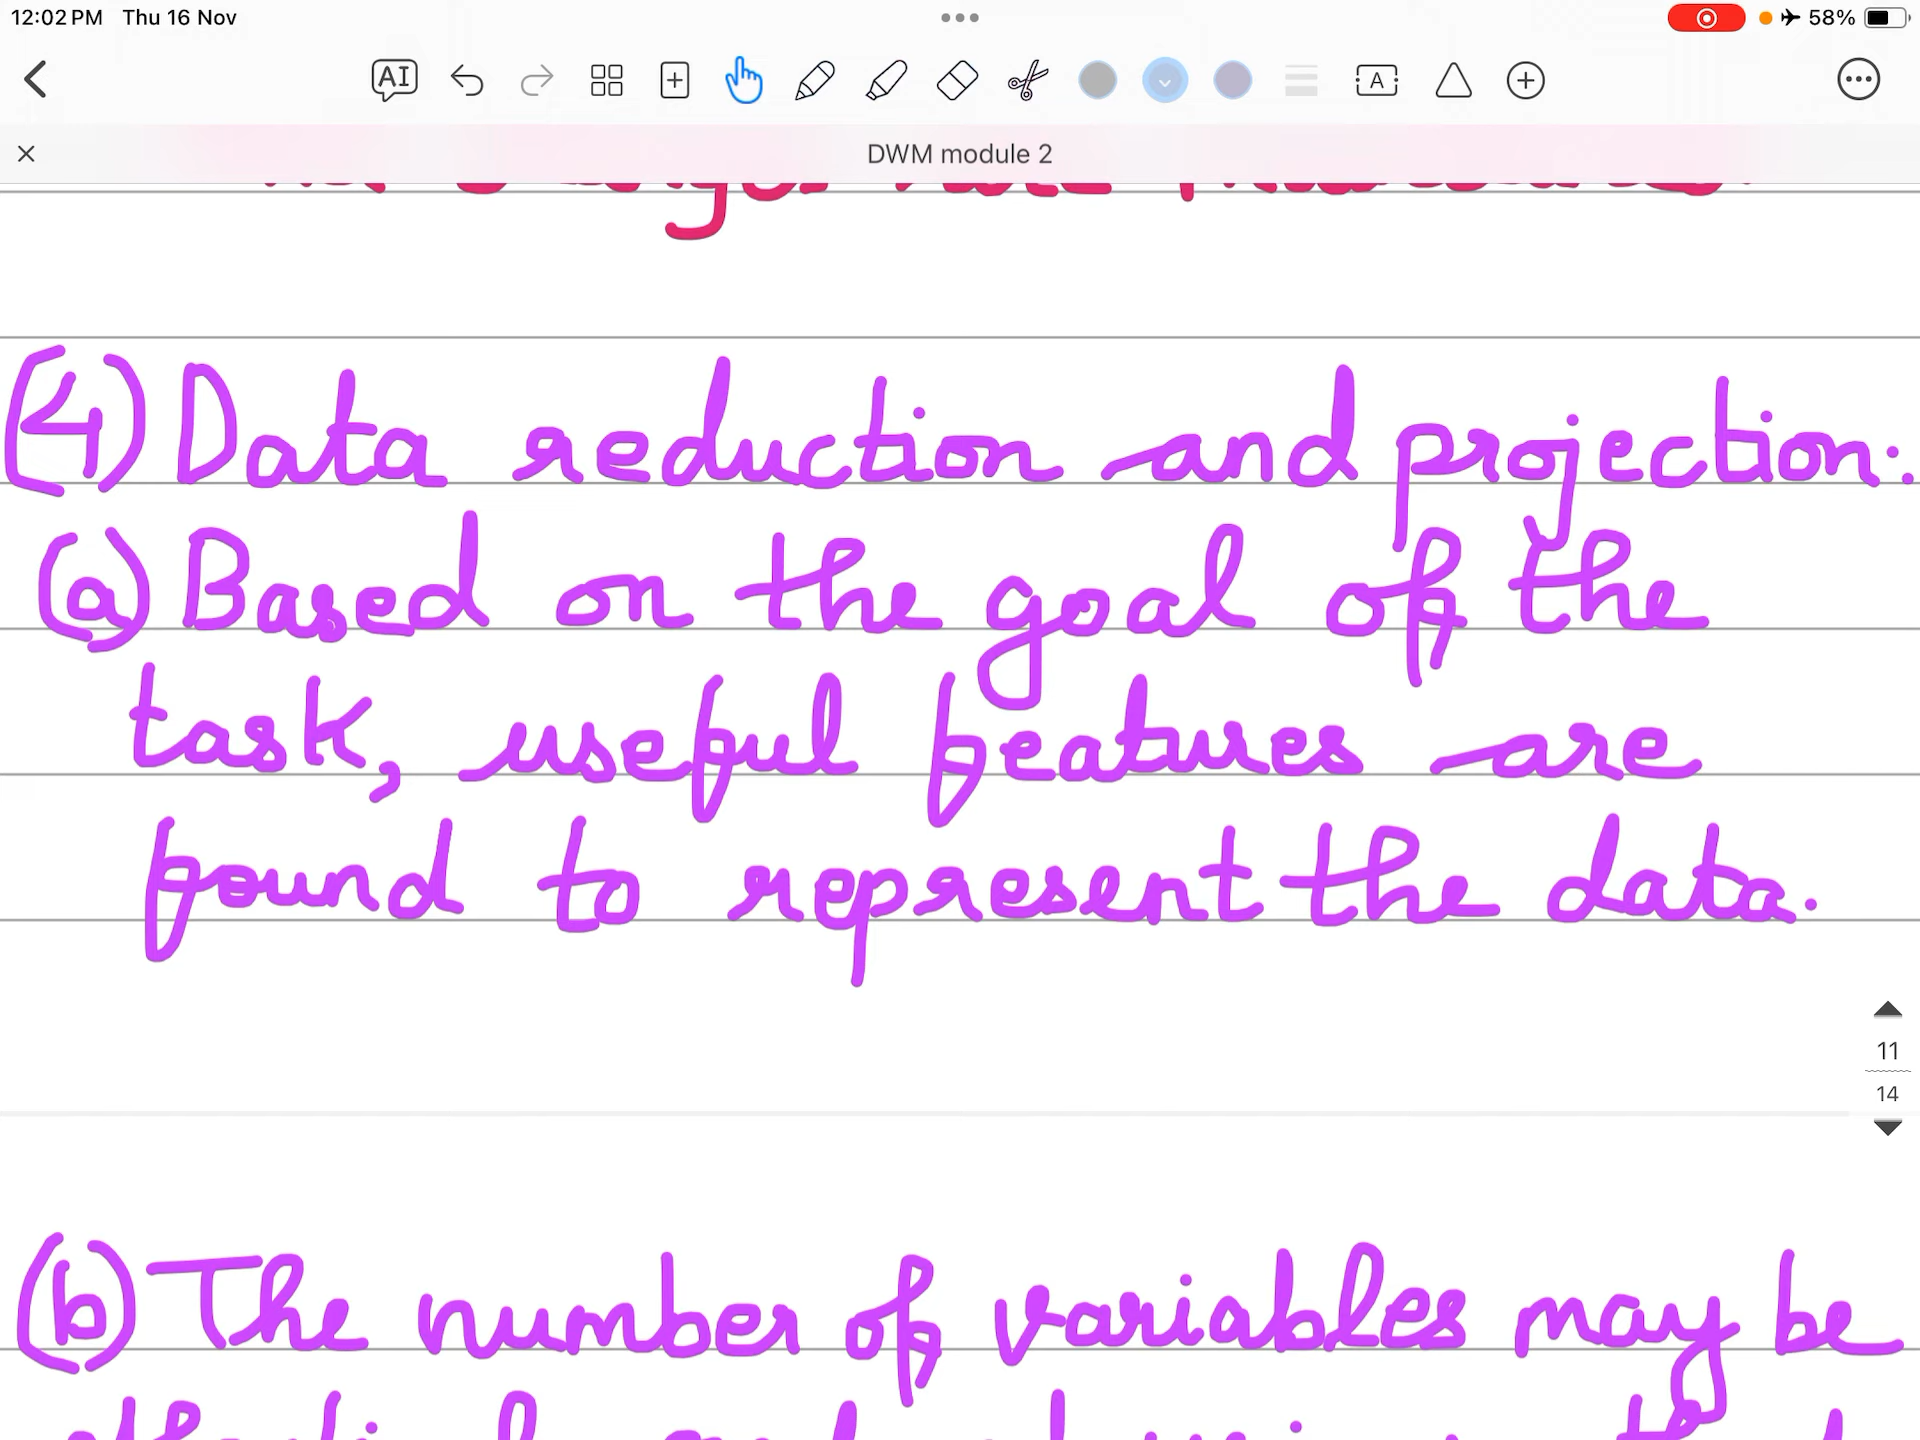 12:02 PM Thu 16 Nov
58%
AI
A
DWM module 2
(4) Data reduction and projection:
(a) Based on the goal of the
task, useful features are
found to represent the data.
11
14
(b) The number of variables may be